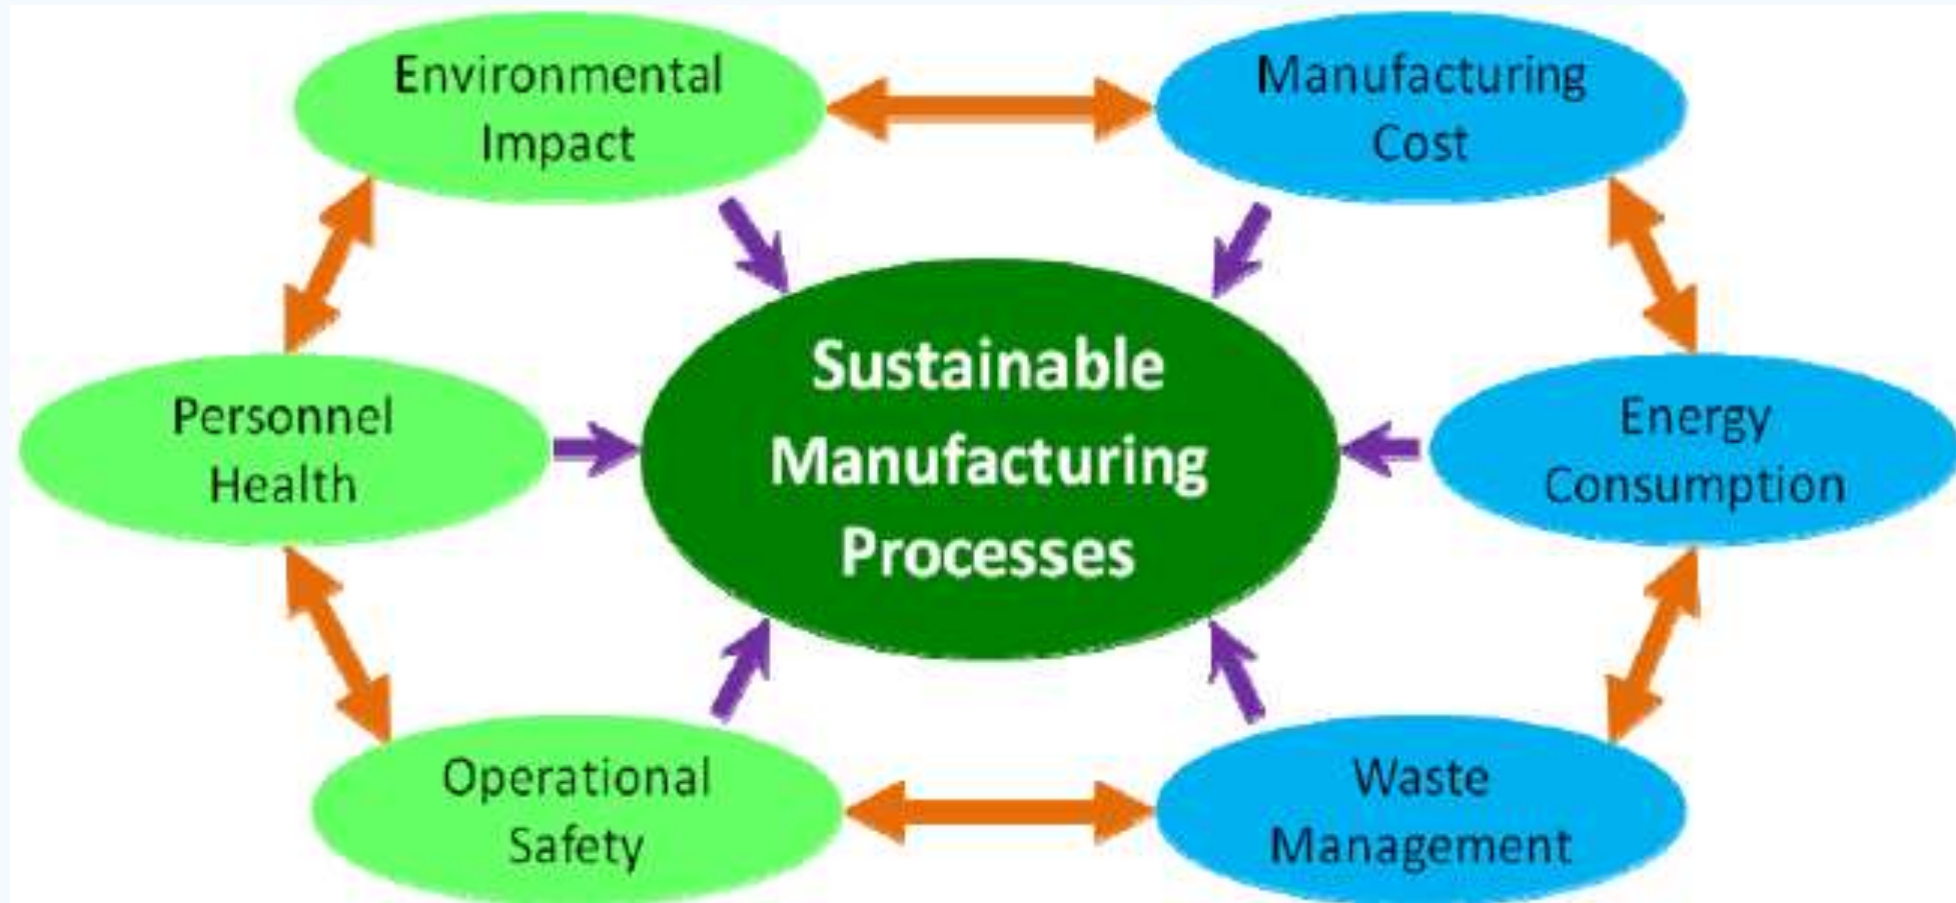 Environmental
Impact
Manufacturing
Cost
Sustainable
Manufacturing
Processes
Personnel
Health
Energy
Consumption
Operational
Safety
Waste
Management